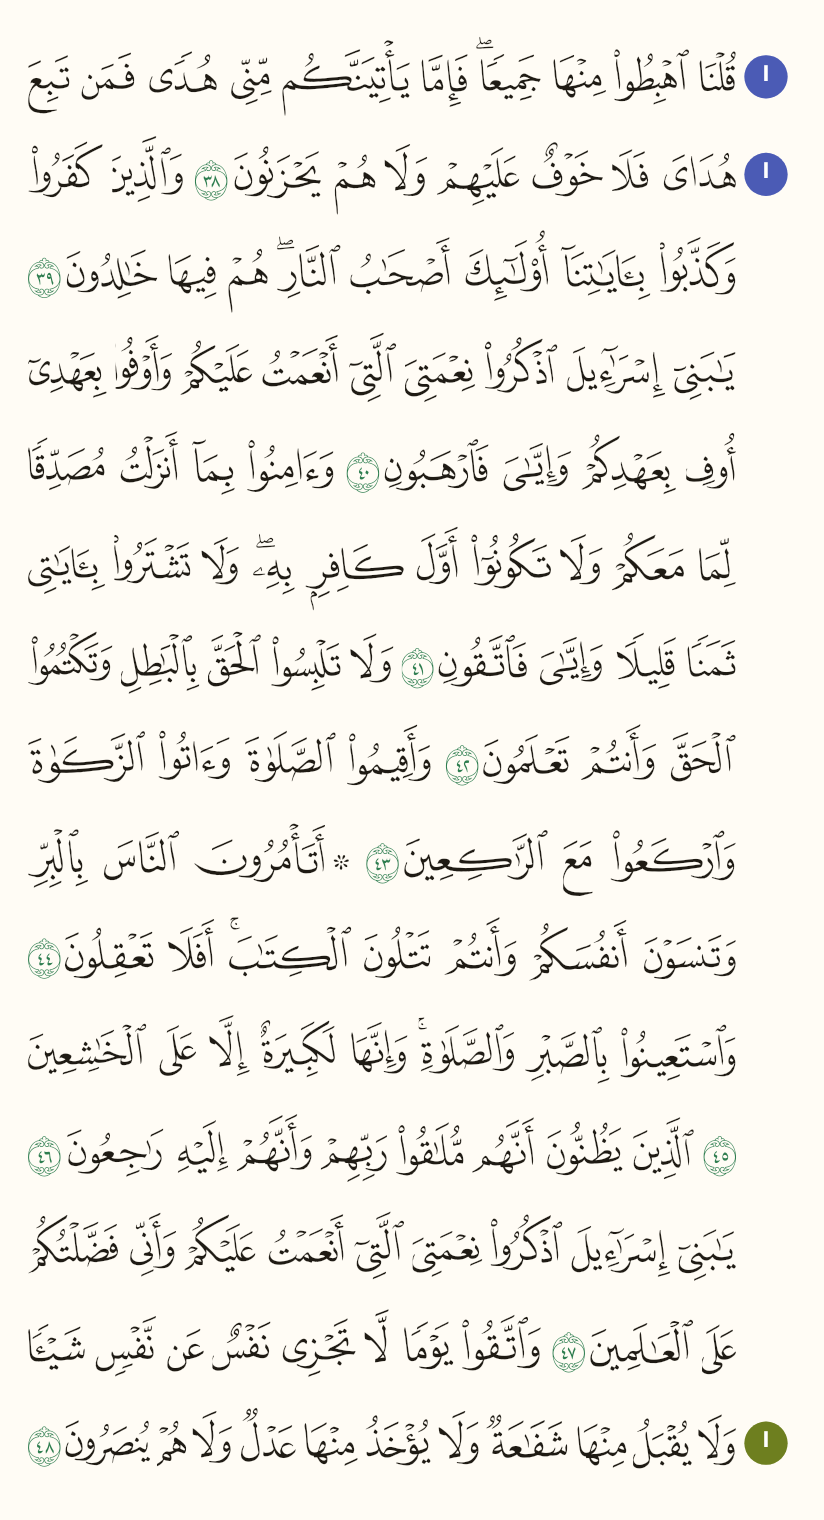 ١ قُلْنَا ٱهْبِطُوا۟ مِنْهَا جَمِيعًۭا ۖ فَإِمَّا يَأْتِيَنَّكُم مِّنِّى هُدًۭى فَمَن تَبِعَ
١ هُدَاىَ فَلَا خَوْفٌ عَلَيْهِمْ وَلَا هُمْ يَحْزَنُونَ ٣٨ وَٱلَّذِينَ كَفَرُوا۟
وَكَذَّبُوا۟ بِـَٔايَـٰتِنَآ أُو۟لَـٰٓئِكَ أَصْحَـٰبُ ٱلنَّارِ ۖ هُمْ فِيهَا خَـٰلِدُونَ ٣٩
يَـٰبَنِىٓ إِسْرَٰٓءِيلَ ٱذْكُرُوا۟ نِعْمَتِىَ ٱلَّتِىٓ أَنْعَمْتُ عَلَيْكُمْ وَأَوْفُوا۟ بِعَهْدِىٓ
أُوفِ بِعَهْدِكُمْ وَإِيَّـٰىَ فَٱرْهَبُونِ ٤٠ وَءَامِنُوا۟ بِمَآ أَنزَلْتُ مُصَدِّقًۭا
لِّمَا مَعَكُمْ وَلَا تَكُونُوٓا۟ أَوَّلَ كَافِرٍۭ بِهِۦ ۖ وَلَا تَشْتَرُوا۟ بِـَٔايَـٰتِى
ثَمَنًۭا قَلِيلًۭا وَإِيَّـٰىَ فَٱتَّقُونِ ٤١ وَلَا تَلْبِسُوا۟ ٱلْحَقَّ بِٱلْبَـٰطِلِ وَتَكْتُمُوا۟
ٱلْحَقَّ وَأَنتُمْ تَعْلَمُونَ ٤٢ وَأَقِيمُوا۟ ٱلصَّلَوٰةَ وَءَاتُوا۟ ٱلزَّكَوٰةَ
وَٱرْكَعُوا۟ مَعَ ٱلرَّٰكِعِينَ ٤٣ ۞ أَتَأْمُرُونَ ٱلنَّاسَ بِٱلْبِرِّ
وَتَنسَوْنَ أَنفُسَكُمْ وَأَنتُمْ تَتْلُونَ ٱلْكِتَـٰبَ ۚ أَفَلَا تَعْقِلُونَ ٤٤
وَٱسْتَعِينُوا۟ بِٱلصَّبْرِ وَٱلصَّلَوٰةِ ۚ وَإِنَّهَا لَكَبِيرَةٌ إِلَّا عَلَى ٱلْخَـٰشِعِينَ
٤٥ ٱلَّذِينَ يَظُنُّونَ أَنَّهُم مُّلَـٰقُوا۟ رَبِّهِمْ وَأَنَّهُمْ إِلَيْهِ رَٰجِعُونَ ٤٦
يَـٰبَنِىٓ إِسْرَٰٓءِيلَ ٱذْكُرُوا۟ نِعْمَتِىَ ٱلَّتِىٓ أَنْعَمْتُ عَلَيْكُمْ وَأَنِّى فَضَّلْتُكُمْ
عَلَى ٱلْعَـٰلَمِينَ ٤٧ وَٱتَّقُوا۟ يَوْمًۭا لَّا تَجْزِى نَفْسٌ عَن نَّفْسٍۢ شَيْـًۭٔا
١ وَلَا يُقْبَلُ مِنْهَا شَفَـٰعَةٌۭ وَلَا يُؤْخَذُ مِنْهَا عَدْلٌۭ وَلَا هُمْ يُنصَرُونَ ٤٨